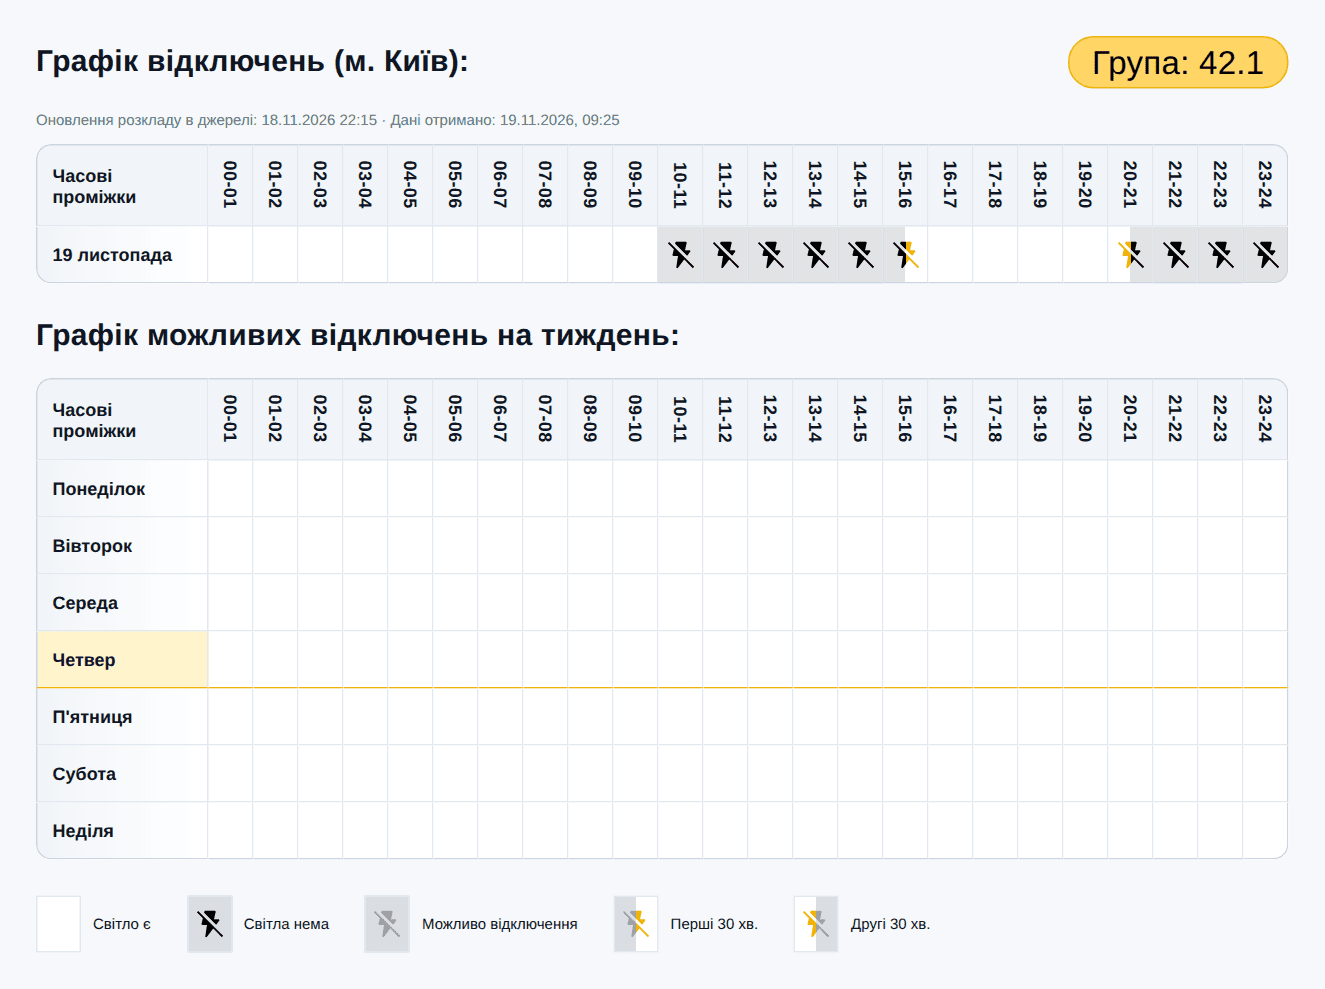 Графік відключень (м. Київ):
Група: 42.1
Оновлення розкладу в джерелі: 18.11.2026 22:15 · Дані отримано: 19.11.2026, 09:25
Часові проміжки 00-01 01-02 02-03 03-04 04-05 05-06 06-07 07-08 08-09 09-10 10-11 11-12 12-13 13-14 14-15 15-16 16-17 17-18 18-19 19-20 20-21 21-22 22-23 23-24
19 листопада
Графік можливих відключень на тиждень:
Часові проміжки 00-01 01-02 02-03 03-04 04-05 05-06 06-07 07-08 08-09 09-10 10-11 11-12 12-13 13-14 14-15 15-16 16-17 17-18 18-19 19-20 20-21 21-22 22-23 23-24
Понеділок
Вівторок
Середа
Четвер
П'ятниця
Субота
Неділя
Світло є Світла нема Можливо відключення Перші 30 хв. Другі 30 хв.